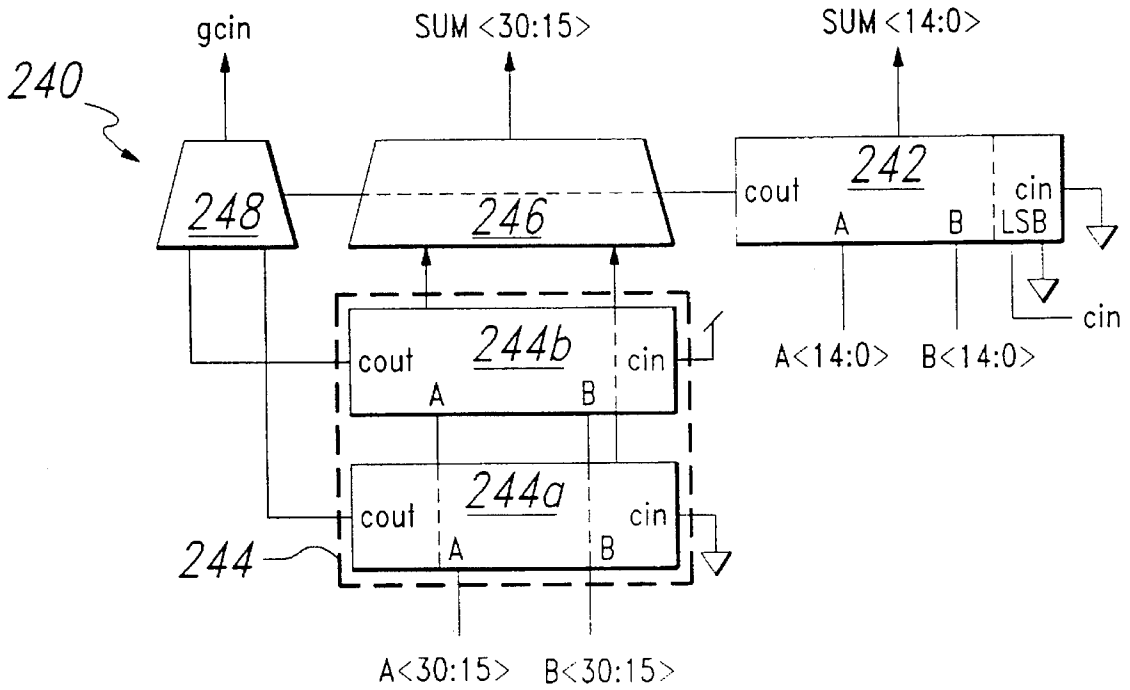 gcin
SUM<30:15>
SUM<14:0>
240
248
246
cout
242
cin
A
B
LSB
cin
A<14:0>
B<14:0>
cout
244b
cin
A
B
cout
244a
cin
A
B
244
A<30:15>
B<30:15>